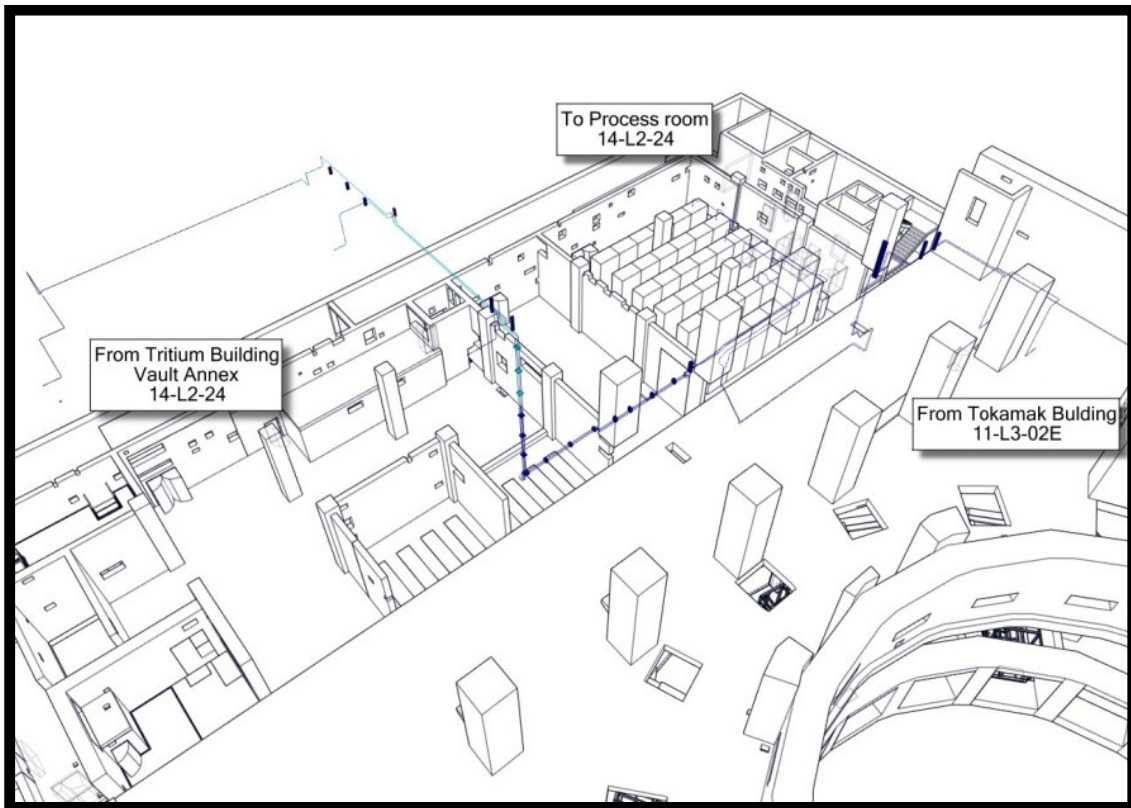 To Process room
14-L2-24
From Tritium Building
Vault Annex
14-L2-24
From Tokamak Bulding
11-L3-02E